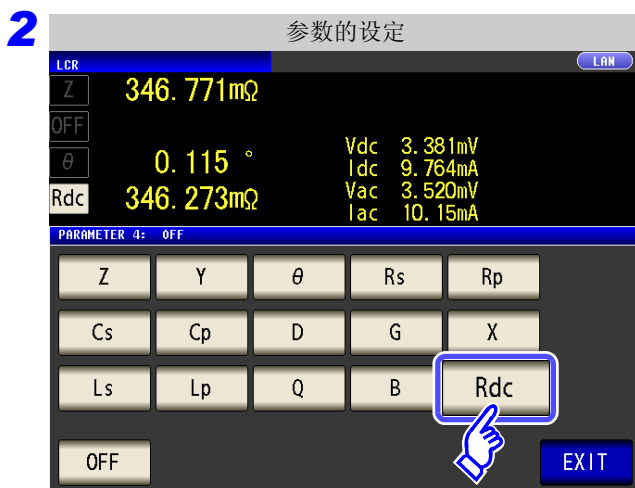 2
参数的设定
LCR LAN
Z 346.771mΩ
OFF
θ 0.115 °
Rdc 346.273mΩ
Vdc 3.381mV
Idc 9.764mA
Vac 3.520mV
Iac 10.15mA
PARAMETER 4: OFF
Z Y θ Rs Rp
Cs Cp D G X
Ls Lp Q B Rdc
OFF EXIT